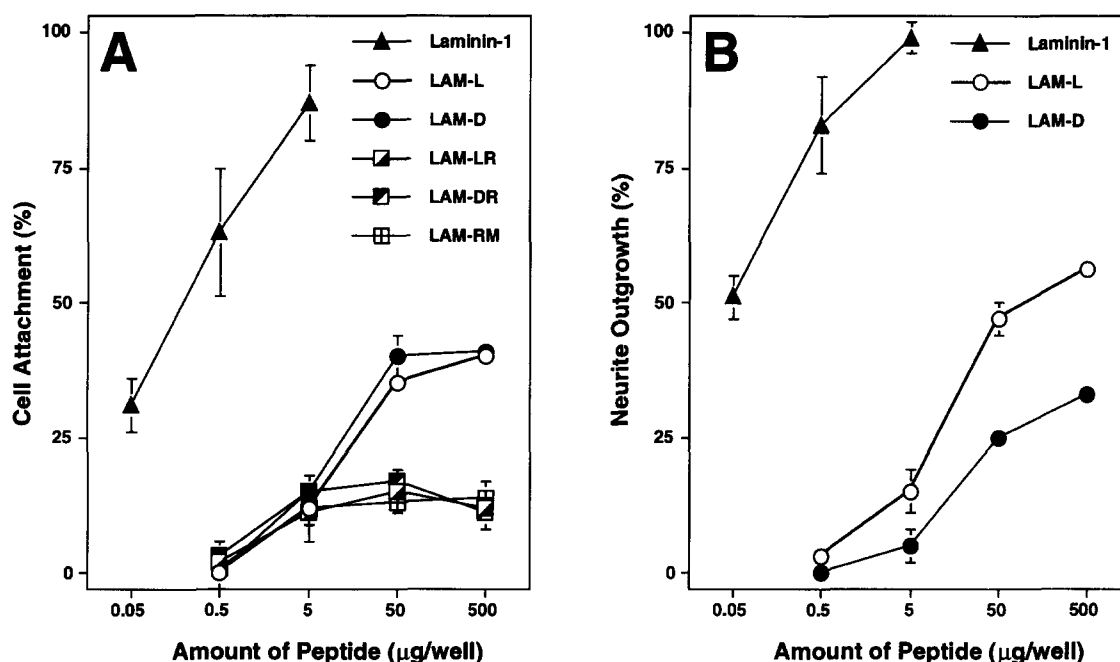 A
Cell Attachment (%)
100
75
50
25
0
0.05 0.5 5 50 500
Amount of Peptide (μg/well)
Laminin-1
LAM-L
LAM-D
LAM-LR
LAM-DR
LAM-RM
B
Neurite Outgrowth (%)
100
75
50
25
0
0.05 0.5 5 50 500
Amount of Peptide (μg/well)
Laminin-1
LAM-L
LAM-D